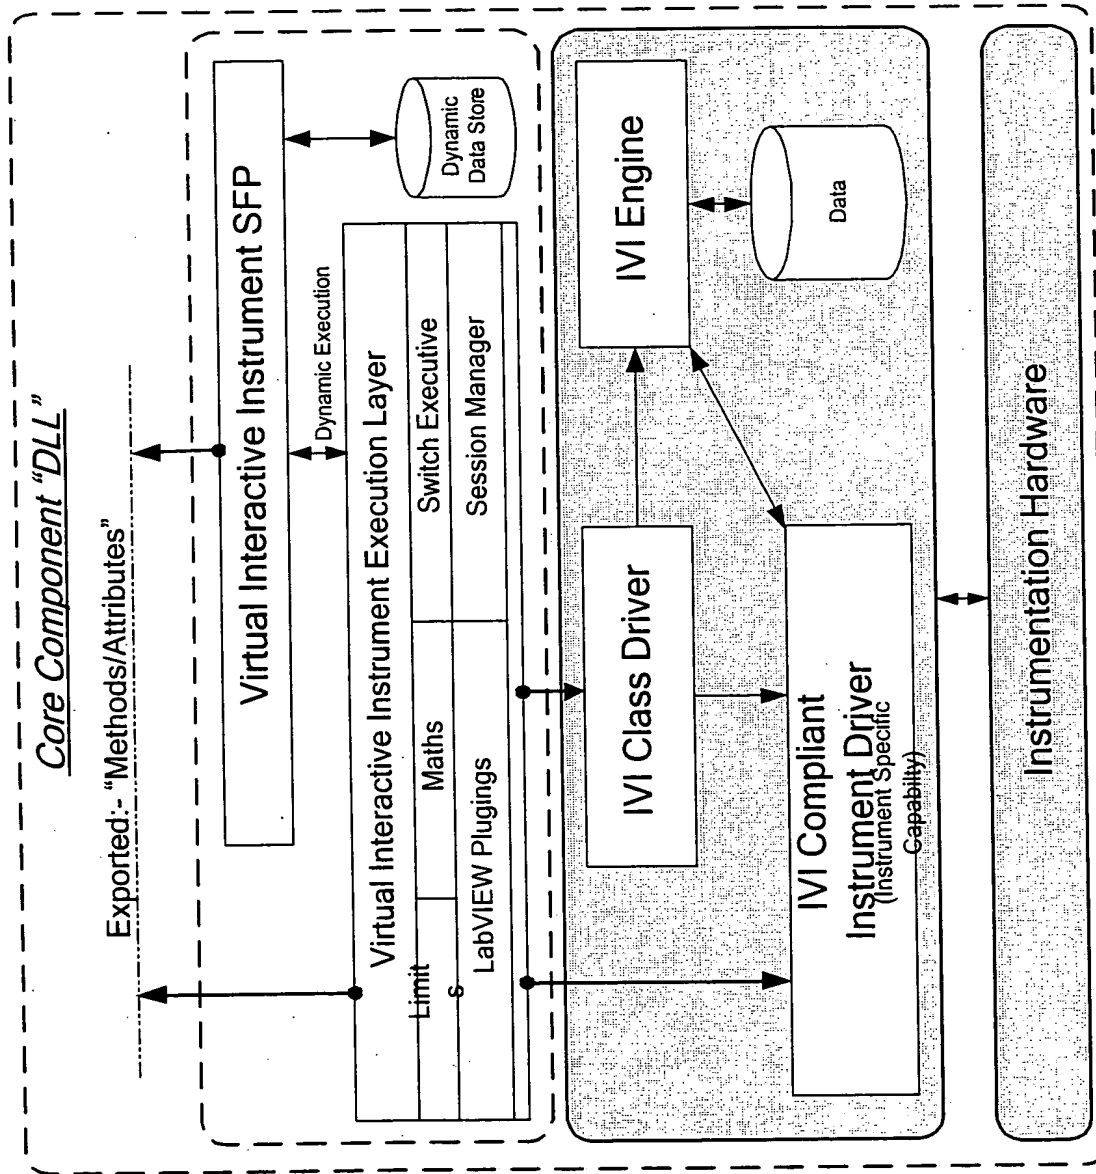 Core Component "DLL"
Exported:- "Methods/Attributes"
Virtual Interactive Instrument SFP
Dynamic Execution
Dynamic
Data Store
Virtual Interactive Instrument Execution Layer
Limit
s
Maths
Switch Executive
LabVIEW Plugings
Session Manager
IVI Class Driver
IVI Engine
Data
IVI Compliant
Instrument Driver
(Instrument Specific
Capabilty)
Instrumentation Hardware